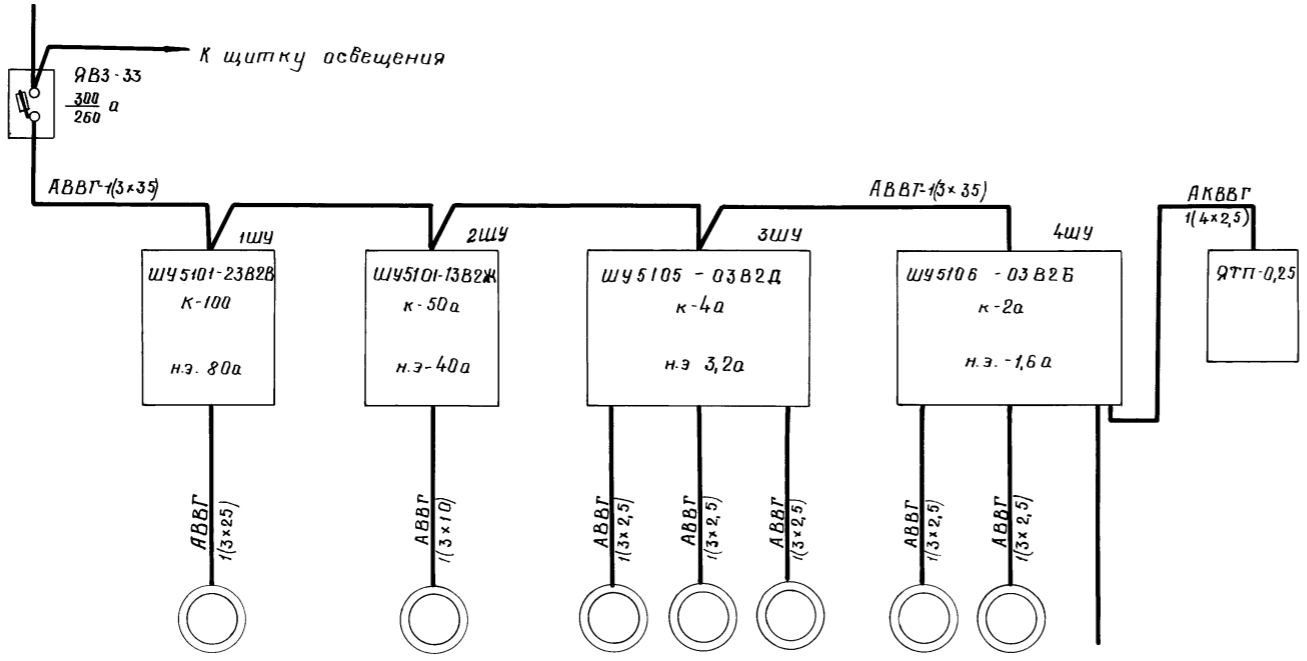 К щитку освещения
ЯВЗ-33
300
260 а
АВВГ-1(3×35)
АВВГ-1(3×35)
АКВВГ
1(4×2,5)
1ШУ
2ШУ
3ШУ
4ШУ
ШУ5101-23В2В
К-100
н.э. 80а
ШУ5101-13В2Ж
к-50а
н.э-40а
ШУ5105 - 03В2Д
к-4а
н.э 3,2а
ШУ5106 - 03В2Б
к-2а
н.э. -1,6а
ЯТП-0,25
АВВГ
1(3×25)
АВВГ
1(3×10)
АВВГ
1(3×2,5)
АВВГ
1(3×2,5)
АВВГ
1(3×2,5)
АВВГ
1(3×2,5)
АВВГ
1(3×2,5)